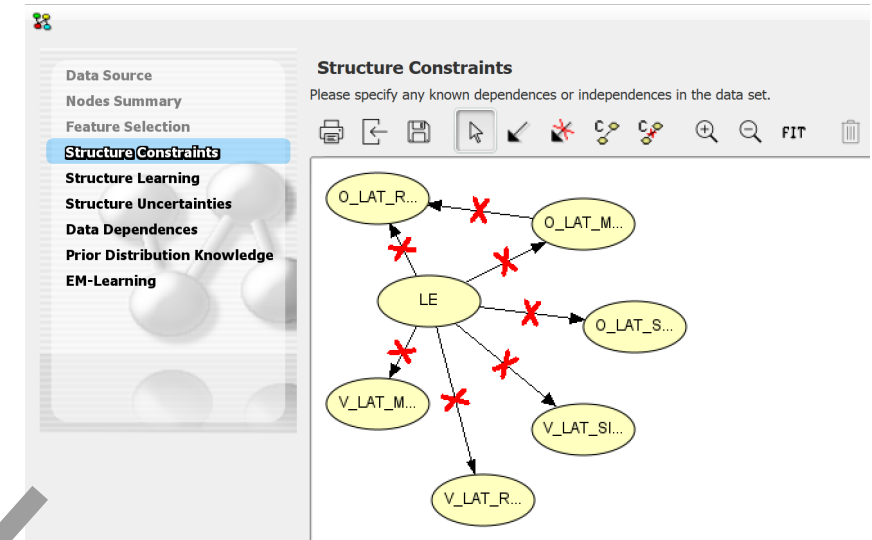 Data Source
Nodes Summary
Feature Selection
Structure Constraints
Structure Learning
Structure Uncertainties
Data Dependences
Prior Distribution Knowledge
EM-Learning
Structure Constraints
Please specify any known dependences or independences in the data set.
C C FIT
O_LAT_R...
O_LAT_M...
LE
O_LAT_S...
V_LAT_M...
V_LAT_SI...
V_LAT_R...